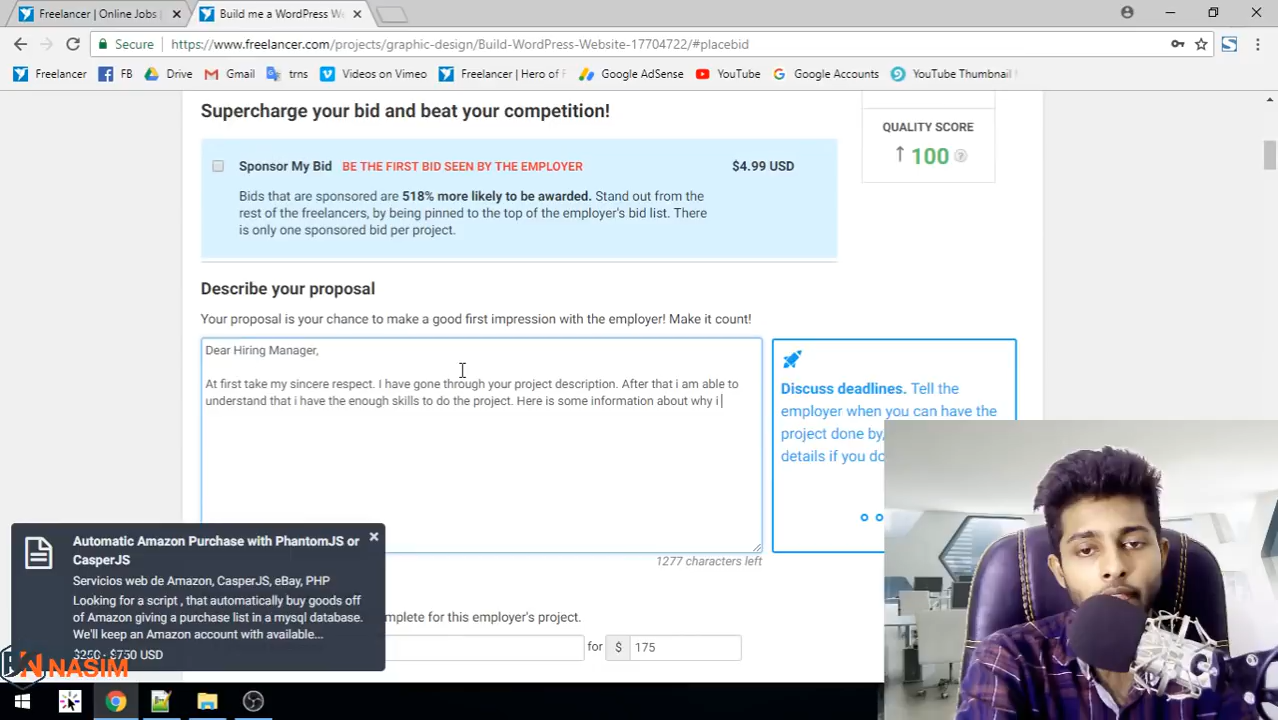 Freelancer | Online Jobs
Build me a WordPress W
Secure
https://www.freelancer.com/projects/graphic-design/Build-WordPress-Website-17704722/#placebid
Freelancer
FB
Drive
Gmail
trns
Videos on Vimeo
Freelancer | Hero of
Google AdSense
YouTube
Google Accounts
YouTube Thumbnail
Supercharge your bid and beat your competition!
QUALITY SCORE
↑ 100 ?
Sponsor My Bid BE THE FIRST BID SEEN BY THE EMPLOYER $4.99 USD
Bids that are sponsored are 518% more likely to be awarded. Stand out from the
rest of the freelancers, by being pinned to the top of the employer's bid list. There
is only one sponsored bid per project.
Describe your proposal
Your proposal is your chance to make a good first impression with the employer! Make it count!
Dear Hiring Manager,
At first take my sincere respect. I have gone through your project description. After that i am able to
understand that i have the enough skills to do the project. Here is some information about why i
Discuss deadlines. Tell the
employer when you can have the
project done by,
details if you do
1277 characters left
Automatic Amazon Purchase with PhantomJS or
CasperJS
Servicios web de Amazon, CasperJS, eBay, PHP
Looking for a script , that automatically buy goods off
of Amazon giving a purchase list in a mysql database.
We'll keep an Amazon account with available...
$250 - $750 USD
mplete for this employer's project.
for $ 175
NASIM